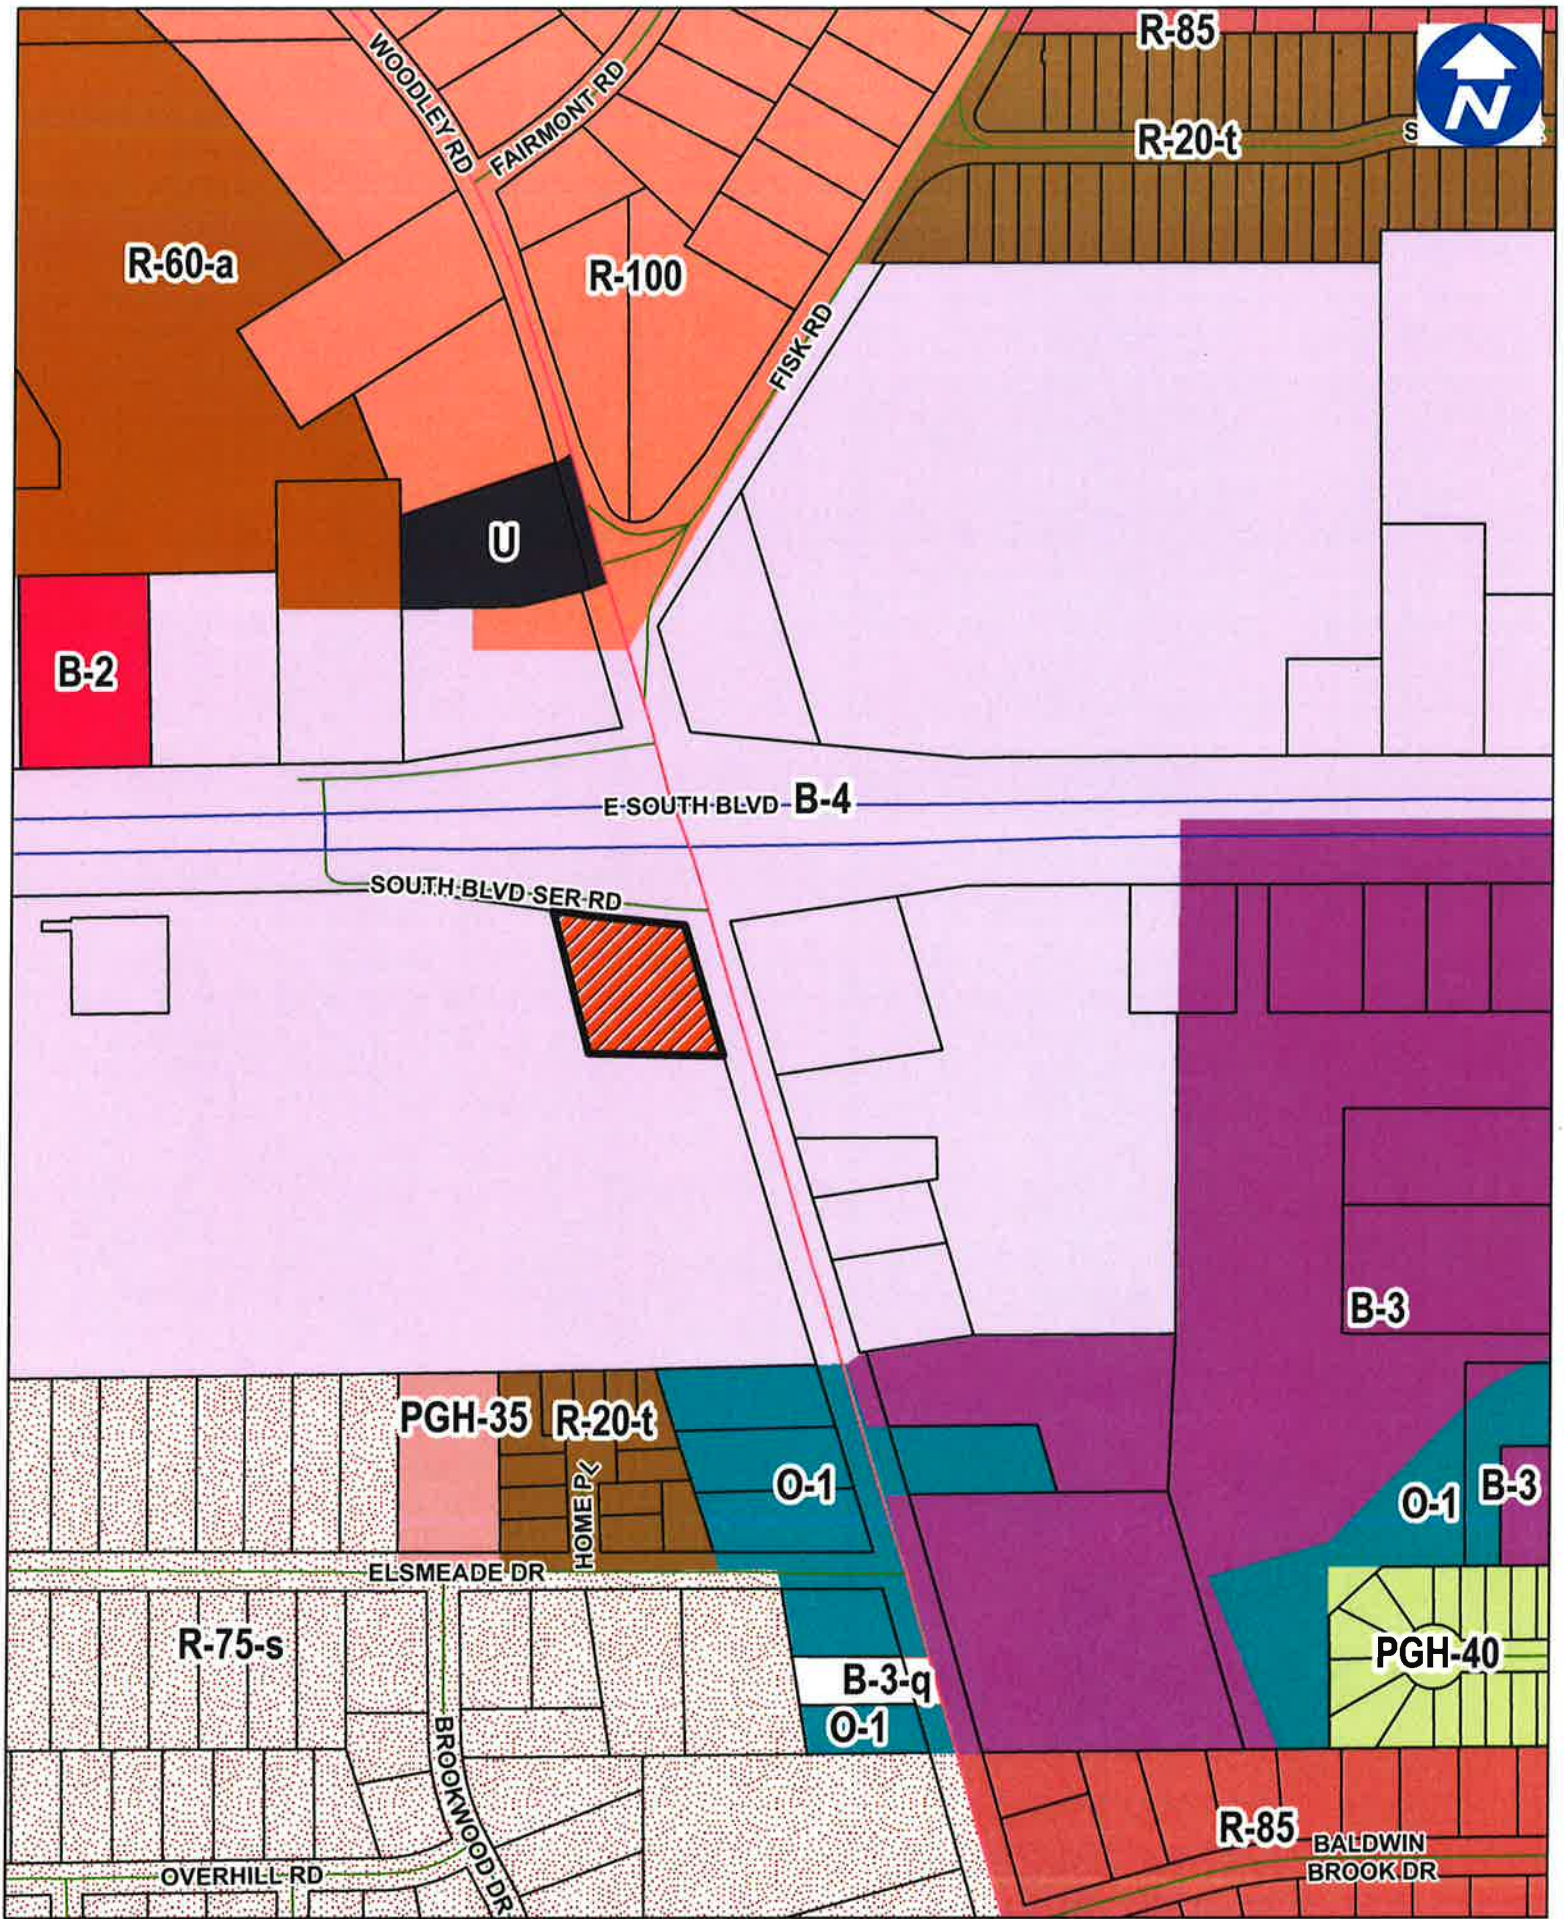 R-85
WOODLEY RD
FAIRMONT RD
N
R-20-t
R-60-a
R-100
FISK RD
U
B-2
E SOUTH BLVD
B-4
SOUTH BLVD SER RD
B-3
PGH-35
R-20-t
HOME PL
O-1
O-1
B-3
ELSMEADE DR
R-75-s
B-3-q
PGH-40
O-1
BROOKWOOD DR
R-85
BALDWIN
BROOK DR
OVERHILL RD